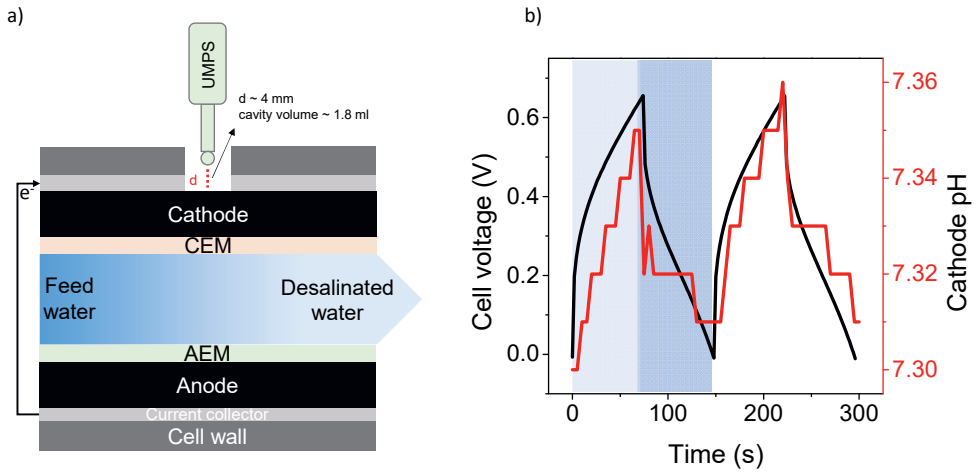 a)
UMPS
d ~ 4 mm
cavity volume ~ 1.8 ml
d
e-
Cathode
CEM
Feed
water
Desalinated
water
AEM
Anode
Current collector
Cell wall
b)
Cell voltage (V)
0.6
0.4
0.2
0.0
0
100
200
300
Time (s)
7.36
7.34
7.32
7.30
Cathode pH